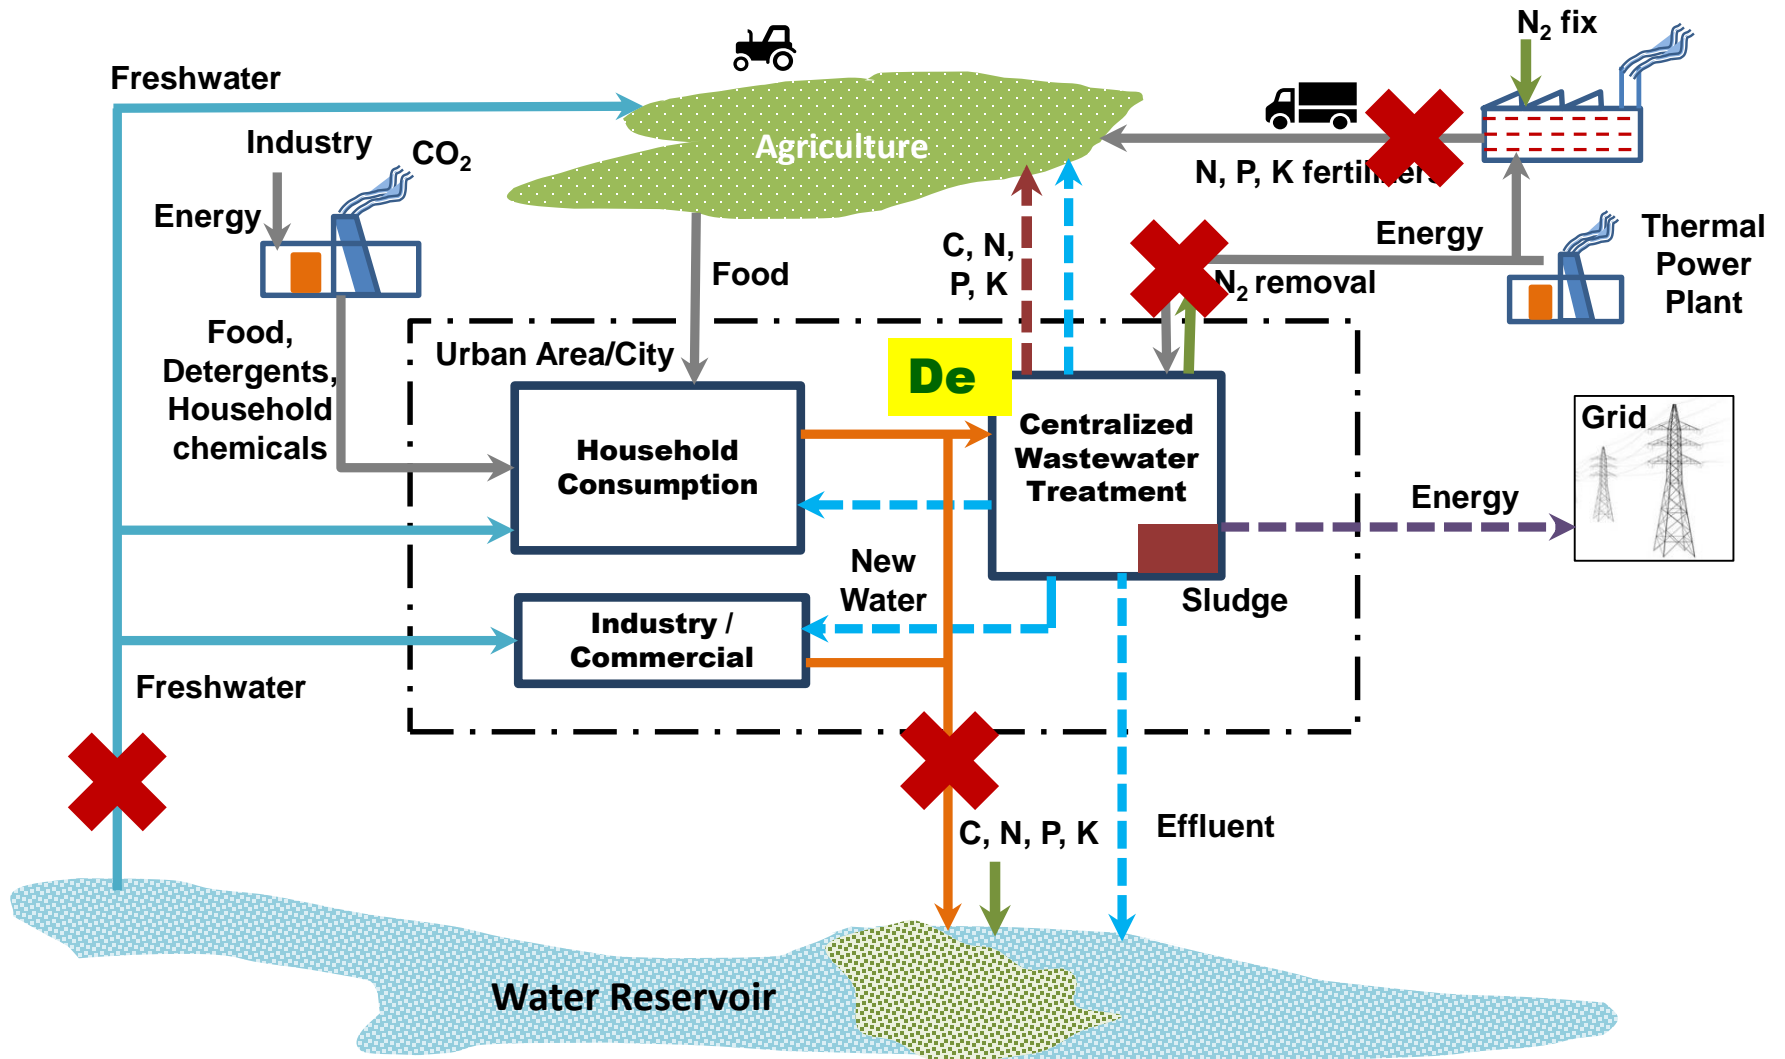 N₂ fix
Freshwater
Industry
CO₂
Agriculture
N, P, K fertilizers
Energy
C, N,
P, K
Food
Energy
N₂ removal
Thermal
Power
Plant
Food,
Detergents,
Household
chemicals
Urban Area/City
De
Household
Consumption
Centralized
Wastewater
Treatment
Grid
Energy
New
Water
Sludge
Industry /
Commercial
Freshwater
C, N, P, K
Effluent
Water Reservoir